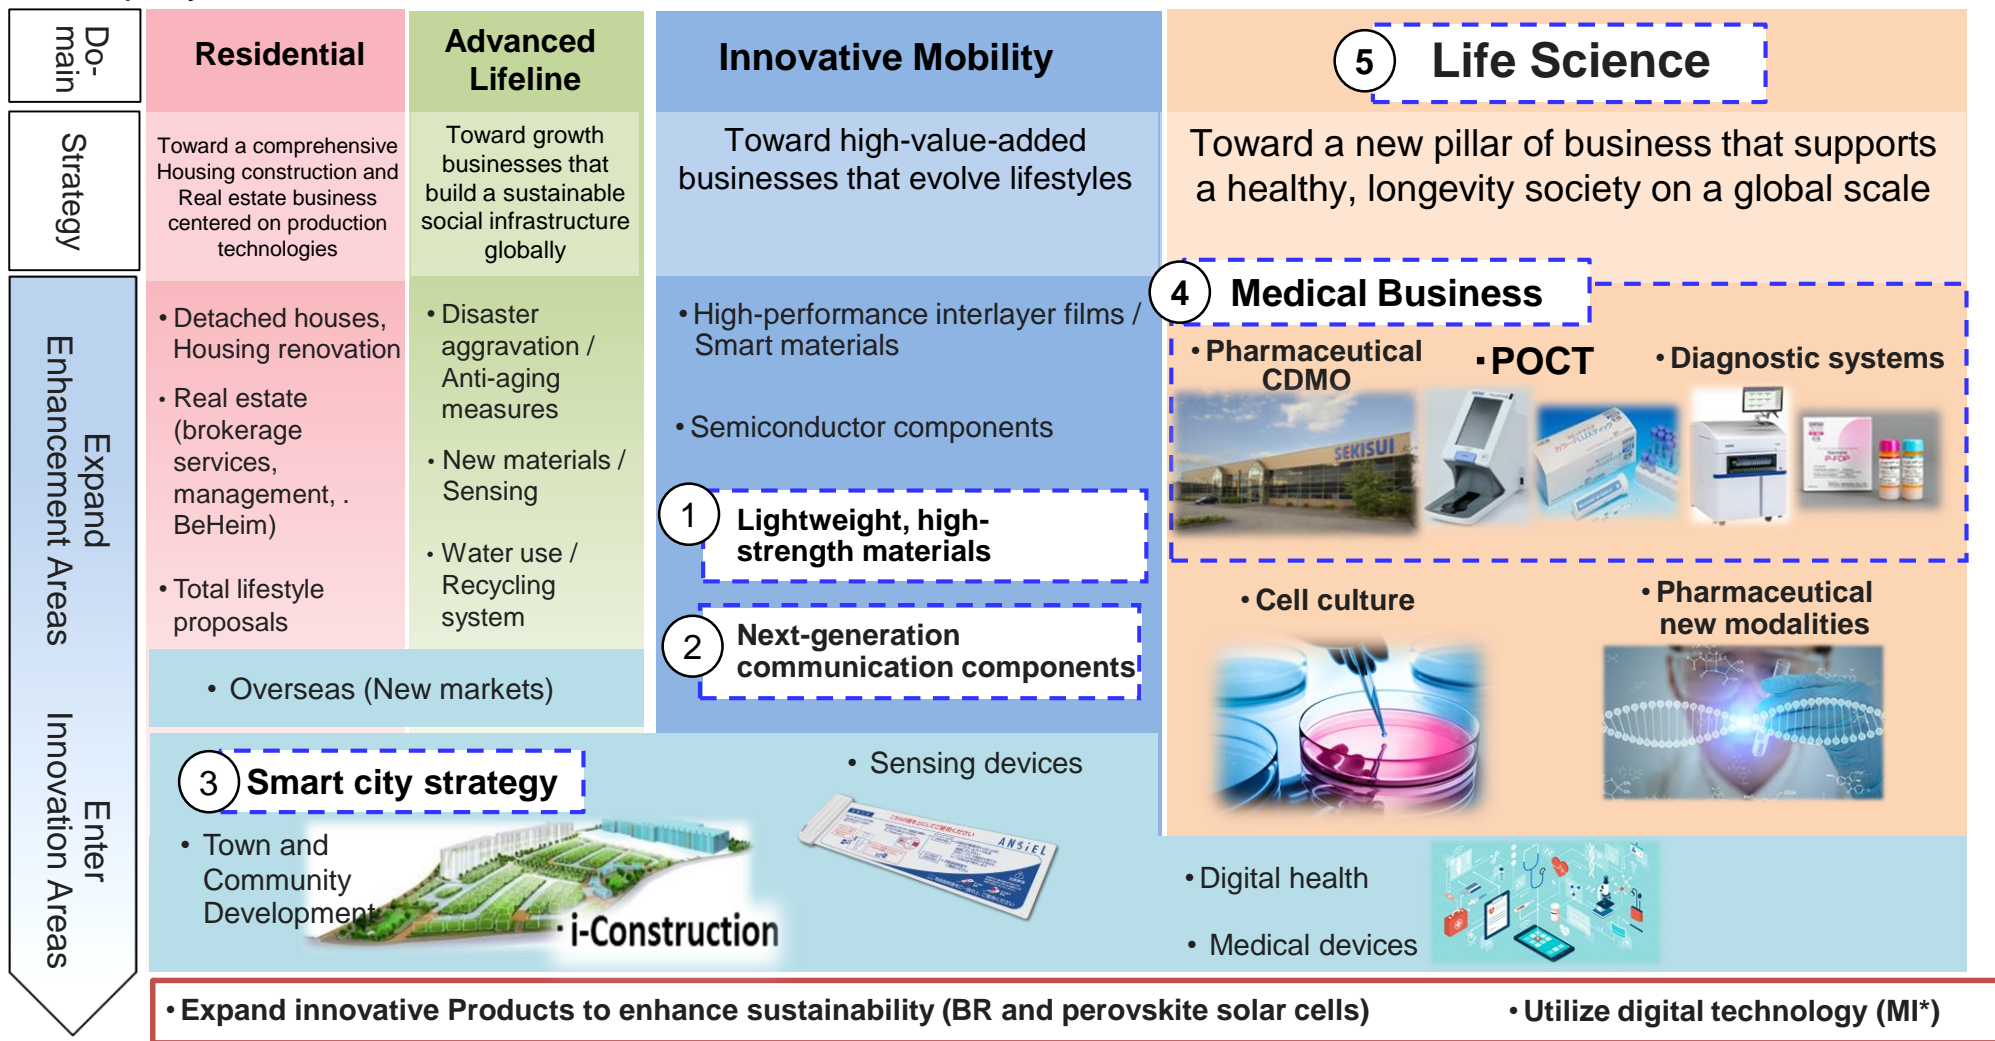 Do-
main
Residential
Advanced
Lifeline
Innovative Mobility
5
Life Science
Strategy
Toward a comprehensive
Housing construction and
Real estate business
centered on production
technologies
Toward growth
businesses that
build a sustainable
social infrastructure
globally
Toward high-value-added
businesses that evolve lifestyles
Toward a new pillar of business that supports
a healthy, longevity society on a global scale
Expand
Enhancement Areas
• Detached houses,
Housing renovation
• Real estate
(brokerage
services,
management, .
BeHeim)
• Total lifestyle
proposals
• Disaster
aggravation /
Anti-aging
measures
• New materials /
Sensing
• Water use /
Recycling
system
• Overseas (New markets)
• High-performance interlayer films /
Smart materials
• Semiconductor components
1
Lightweight, high-
strength materials
2
Next-generation
communication components
4
Medical Business
• Pharmaceutical
CDMO
SEKISUI
・POCT
• Diagnostic systems
P-FDP
• Cell culture
• Pharmaceutical
new modalities
Enter
Innovation Areas
3
Smart city strategy
• Town and
Community
Development
・i-Construction
• Sensing devices
ANSiEL
• Digital health
• Medical devices
• Expand innovative Products to enhance sustainability (BR and perovskite solar cells)
• Utilize digital technology (MI*)